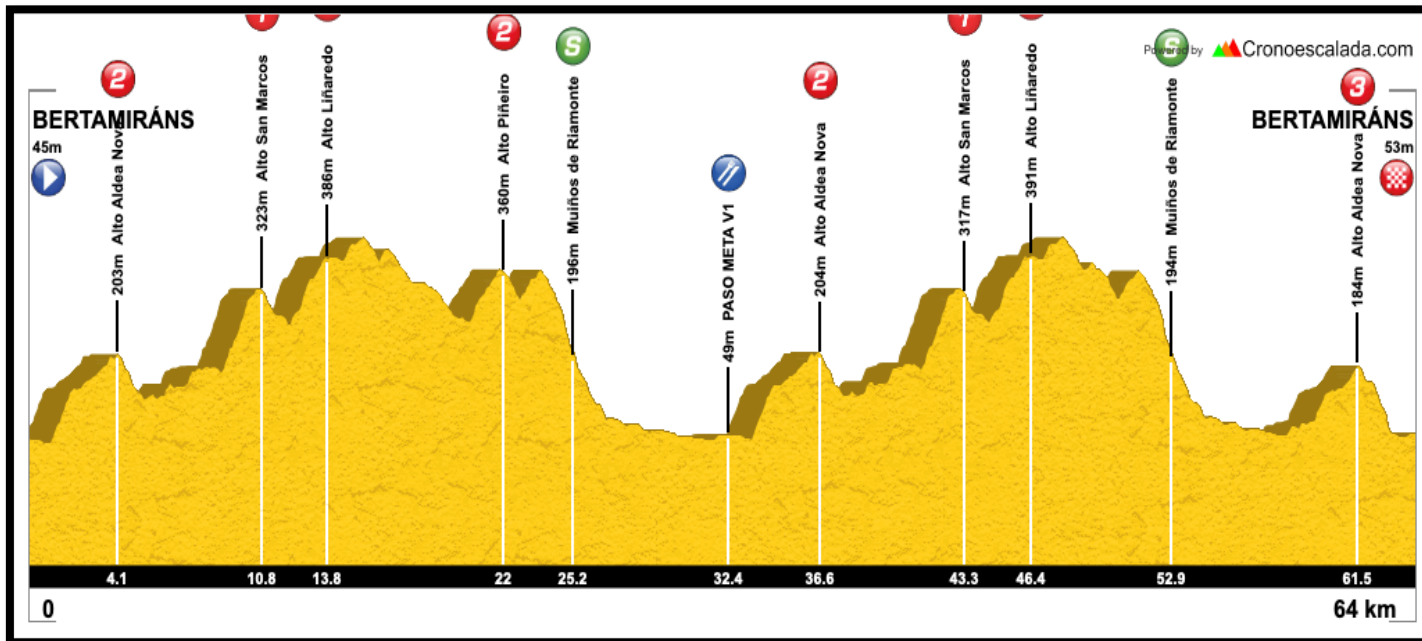 Powered by Cronoescalada.com
BERTAMIRÁNS
45m
BERTAMIRÁNS
53m
2
203m Alto Aldea Nova
1
323m Alto San Marcos
386m Alto Liñaredo
2
360m Alto Piñeiro
S
196m Muiños de Riamonte
49m PASO META V1
2
204m Alto Aldea Nova
1
317m Alto San Marcos
391m Alto Liñaredo
S
194m Muiños de Riamonte
3
184m Alto Aldea Nova
4.1 10.8 13.8 22 25.2 32.4 36.6 43.3 46.4 52.9 61.5
0 64 km